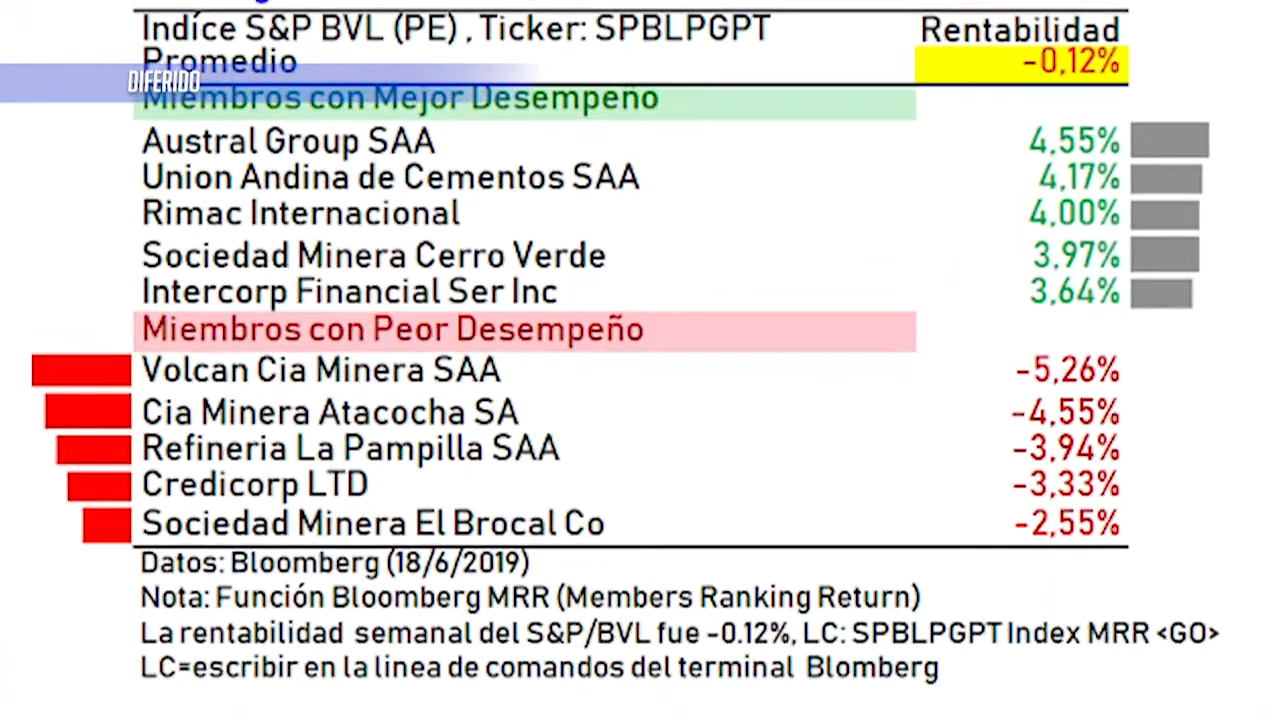 Indíce S&P BVL (PE) , Ticker: SPBLPGPT Rentabilidad
Promedio -0,12%
DIFERIDO
Miembros con Mejor Desempeño
Austral Group SAA 4,55%
Union Andina de Cementos SAA 4,17%
Rimac Internacional 4,00%
Sociedad Minera Cerro Verde 3,97%
Intercorp Financial Ser Inc 3,64%
Miembros con Peor Desempeño
Volcan Cia Minera SAA -5,26%
Cia Minera Atacocha SA -4,55%
Refineria La Pampilla SAA -3,94%
Credicorp LTD -3,33%
Sociedad Minera El Brocal Co -2,55%
Datos: Bloomberg (18/6/2019)
Nota: Función Bloomberg MRR (Members Ranking Return)
La rentabilidad semanal del S&P/BVL fue -0.12%, LC: SPBLPGPT Index MRR <GO>
LC=escribir en la linea de comandos del terminal Blomberg